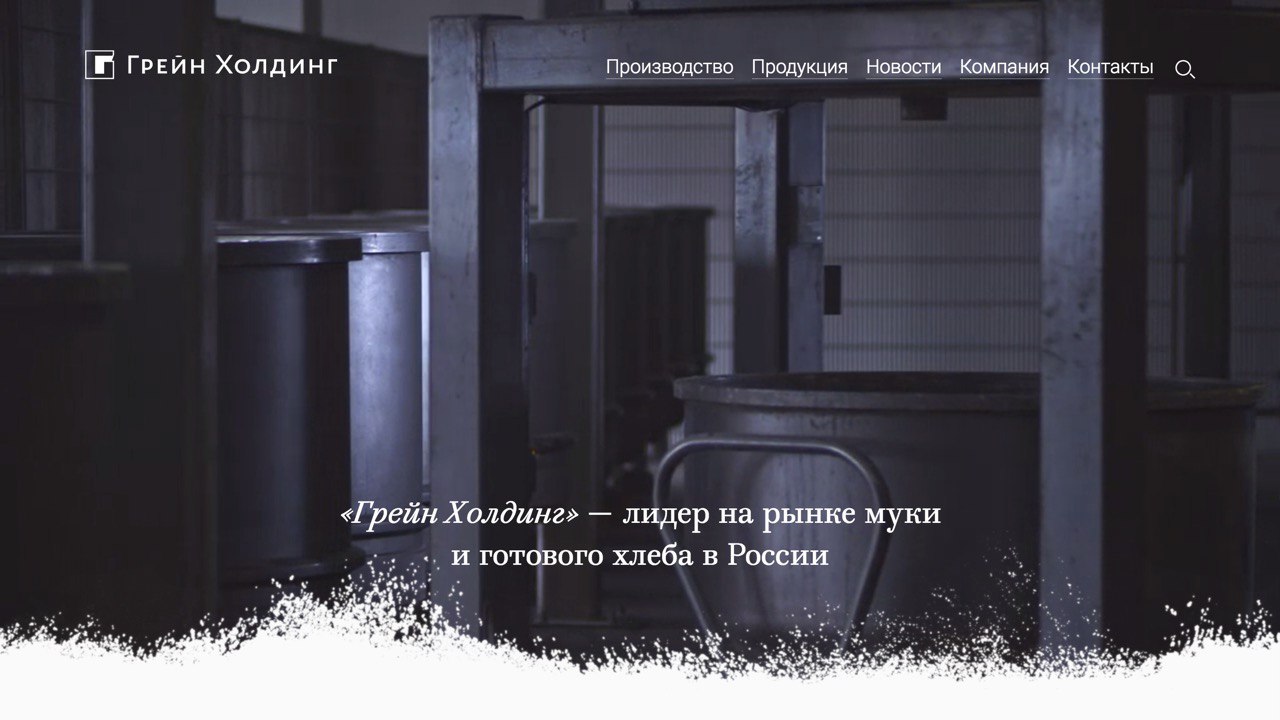 Грейн Холдинг
Производство Продукция Новости Компания Контакты
«Грейн Холдинг» — лидер на рынке муки
и готового хлеба в России